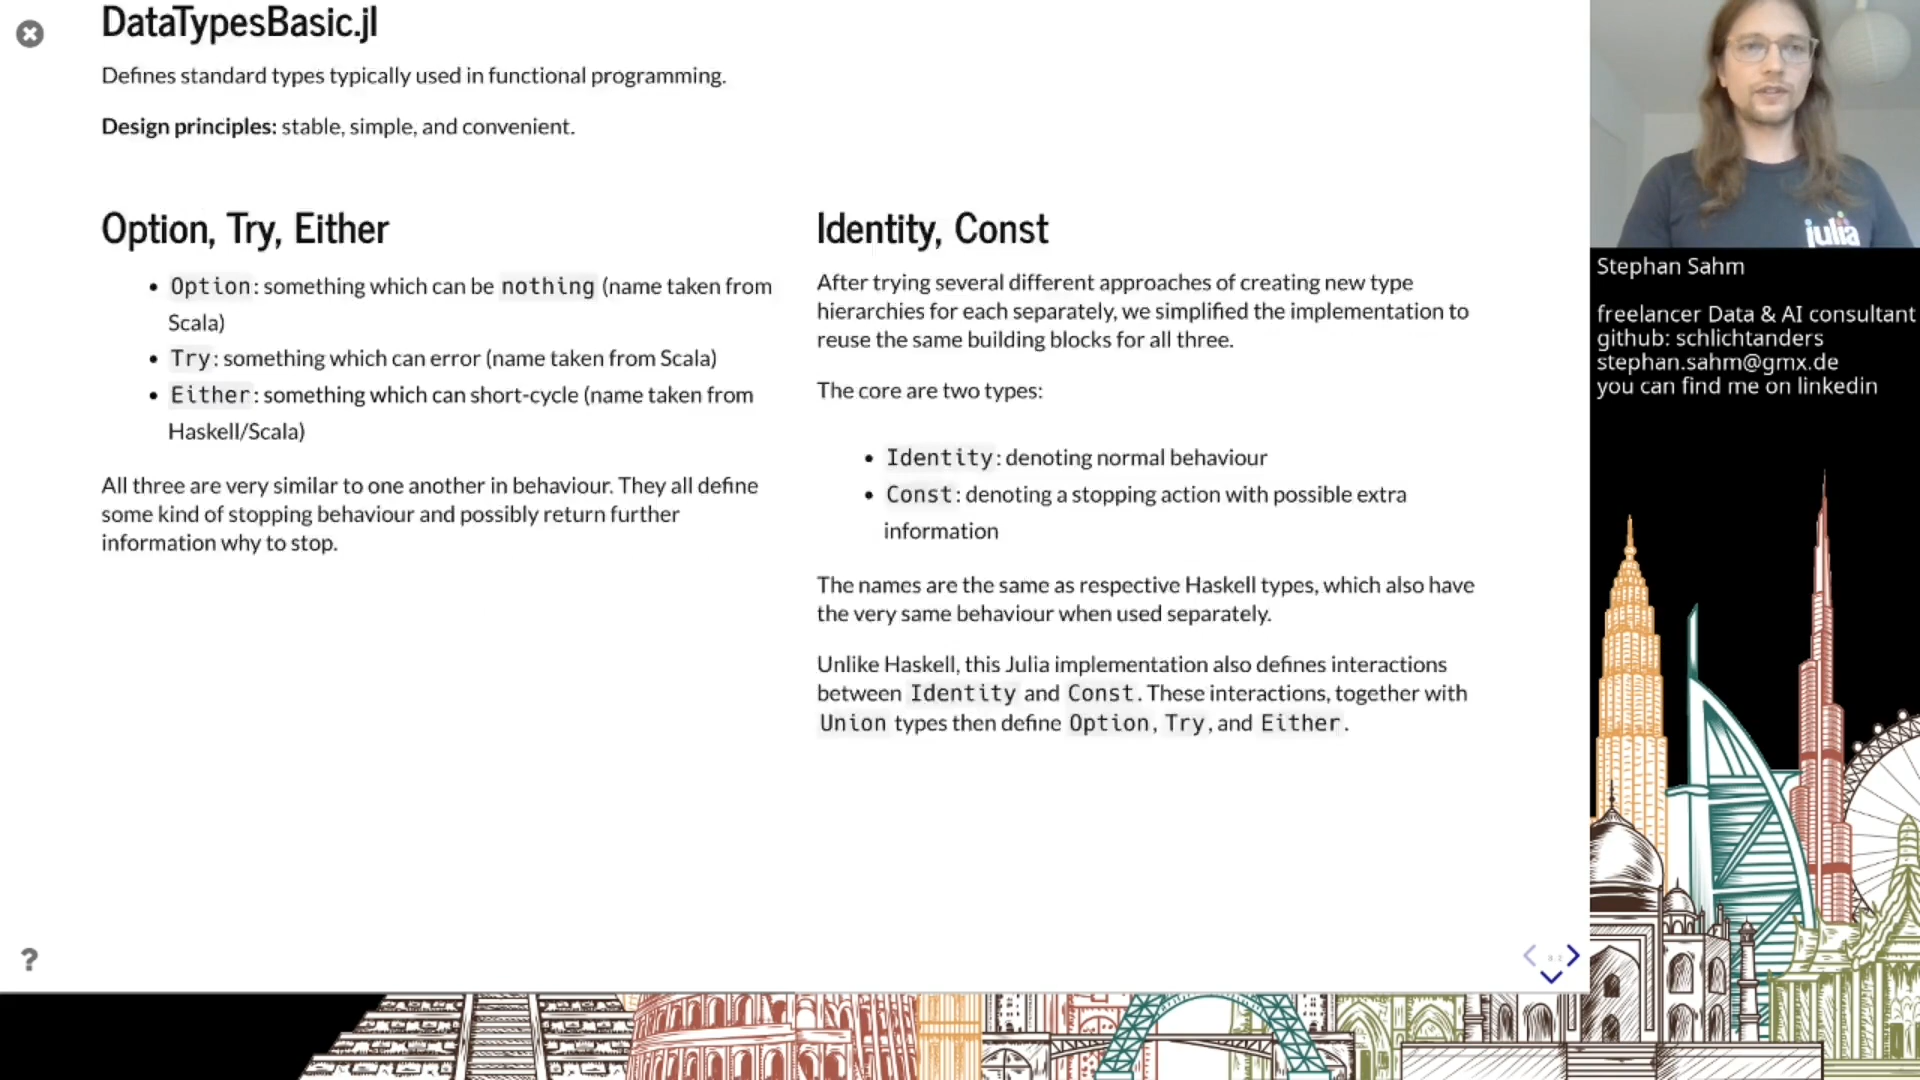 DataTypesBasic.jl
Defines standard types typically used in functional programming.
Design principles: stable, simple, and convenient.
Option, Try, Either
• Option: something which can be nothing (name taken from
Scala)
• Try: something which can error (name taken from Scala)
• Either: something which can short-cycle (name taken from
Haskell/Scala)
All three are very similar to one another in behaviour. They all define
some kind of stopping behaviour and possibly return further
information why to stop.
Identity, Const
After trying several different approaches of creating new type
hierarchies for each separately, we simplified the implementation to
reuse the same building blocks for all three.
The core are two types:
• Identity: denoting normal behaviour
• Const: denoting a stopping action with possible extra
information
The names are the same as respective Haskell types, which also have
the very same behaviour when used separately.
Unlike Haskell, this Julia implementation also defines interactions
between Identity and Const. These interactions, together with
Union types then define Option, Try, and Either.
?
julia
Stephan Sahm
freelancer Data & AI consultant
github: schlichtanders
stephan.sahm@gmx.de
you can find me on linkedin